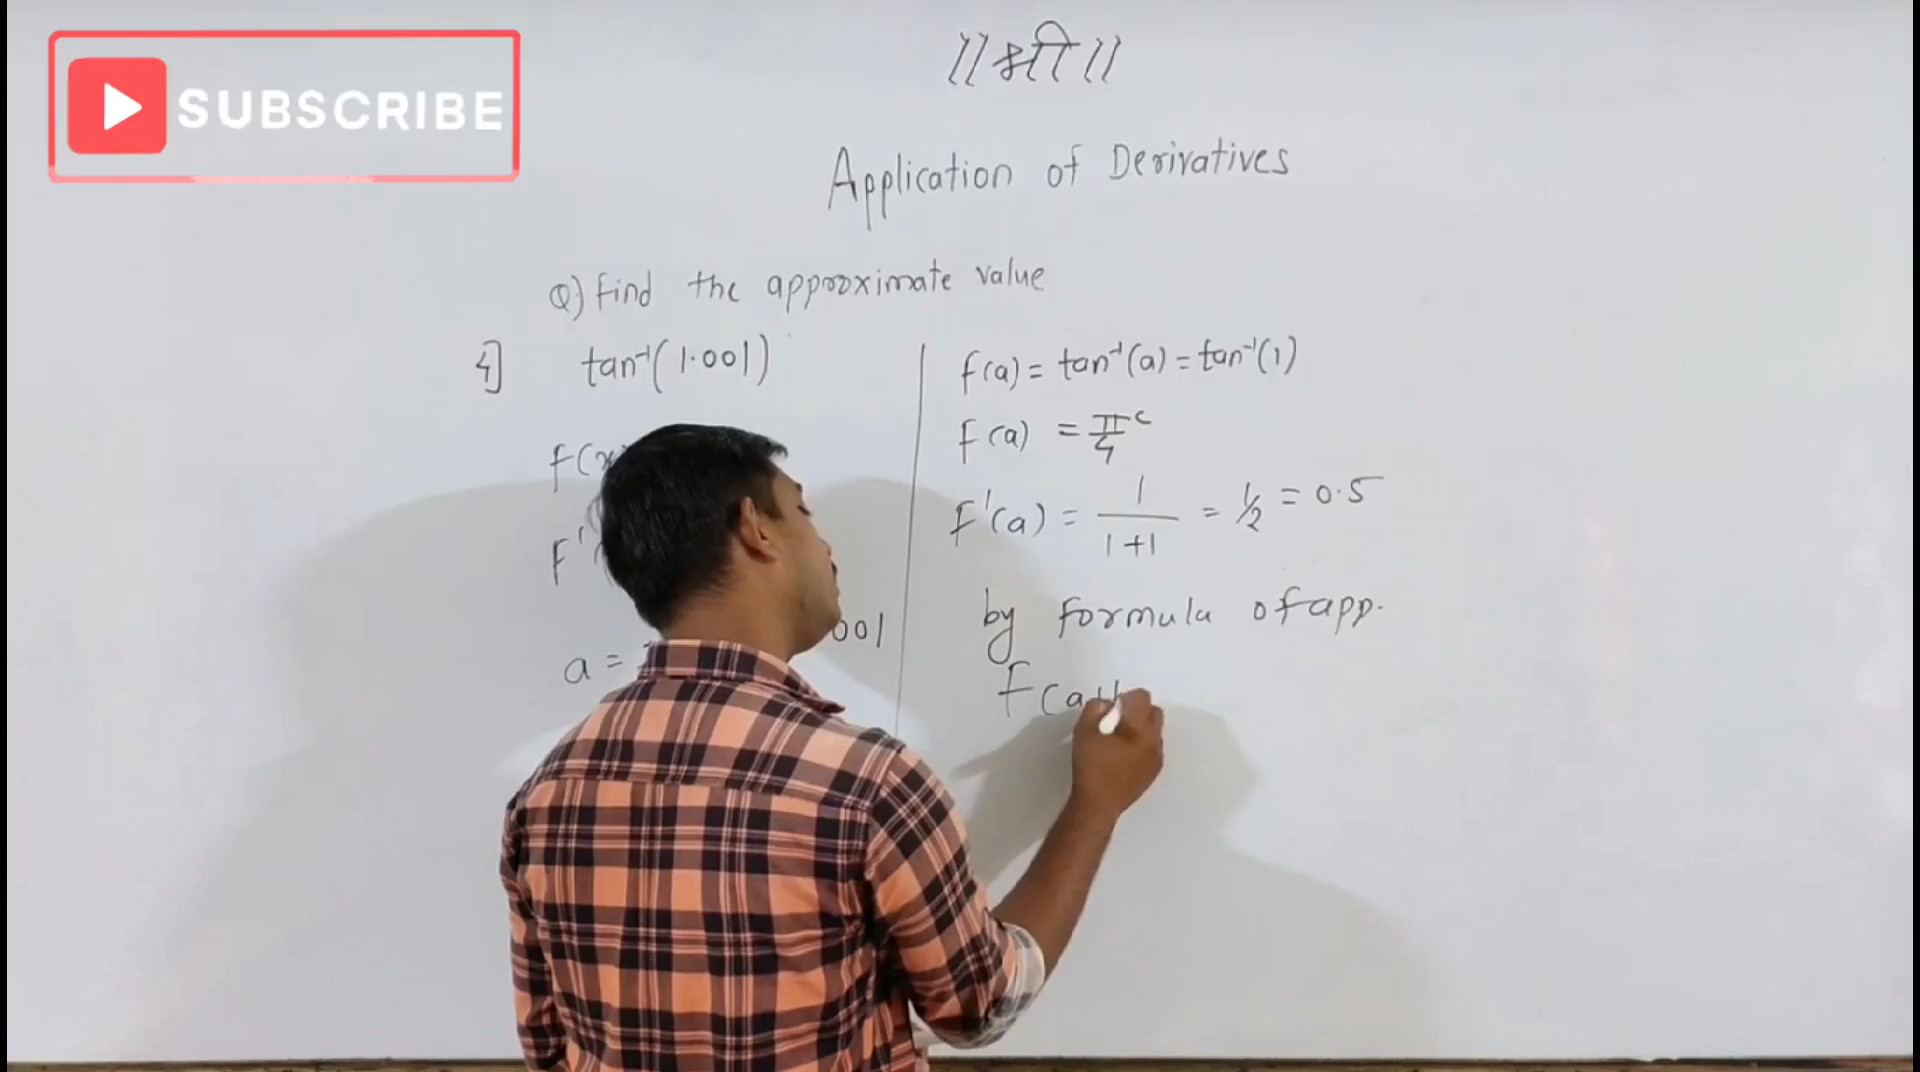 SUBSCRIBE
॥ श्री ॥
Application of Derivatives
Q) Find the approximate value
4] tan⁻¹(1.001)
f(x
F'(
a = 001
f(a) = tan⁻¹(a) = tan⁻¹(1)
f(a) = π/4 ᶜ
F'(a) = 1/(1+1) = 1/2 = 0.5
by formula of app.
F(a+h